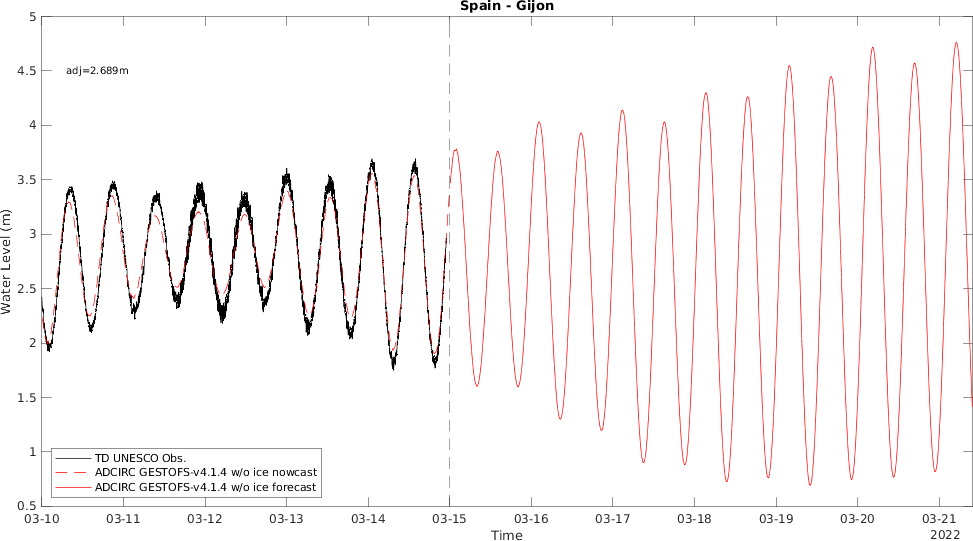 Spain - Gijon
5
4.5
4
3.5
3
2.5
2
1.5
1
0.5
Water Level (m)
adj=2.689m
TD UNESCO Obs.
ADCIRC GESTOFS-v4.1.4 w/o ice nowcast
ADCIRC GESTOFS-v4.1.4 w/o ice forecast
03-10 03-11 03-12 03-13 03-14 03-15 03-16 03-17 03-18 03-19 03-20 03-21
Time
2022